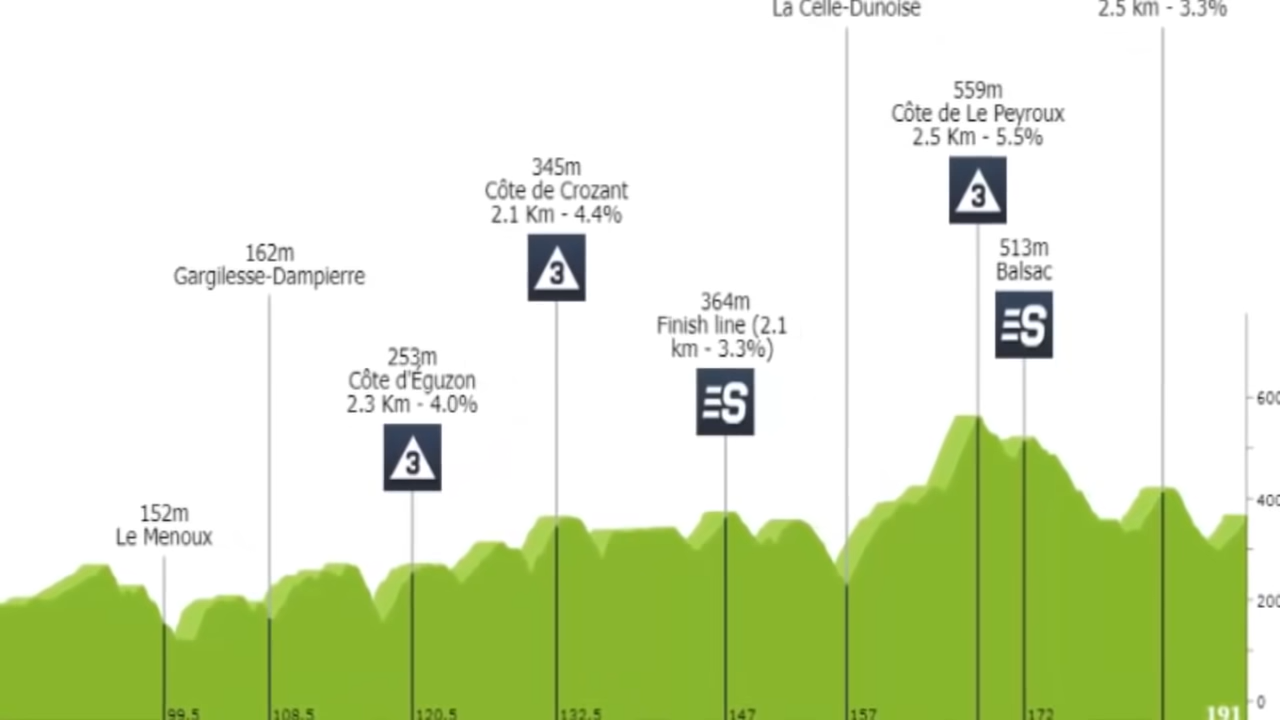 La Celle-Dunoise
2.5 km - 3.3%
559m
Côte de Le Peyroux
2.5 Km - 5.5%
3
345m
Côte de Crozant
2.1 Km - 4.4%
3
513m
Balsac
S
162m
Gargilesse-Dampierre
364m
Finish line (2.1
km - 3.3%)
S
253m
Côte d'Éguzon
2.3 Km - 4.0%
3
152m
Le Menoux
600
400
200
0
99.5
108.5
120.5
132.5
147
157
172
191